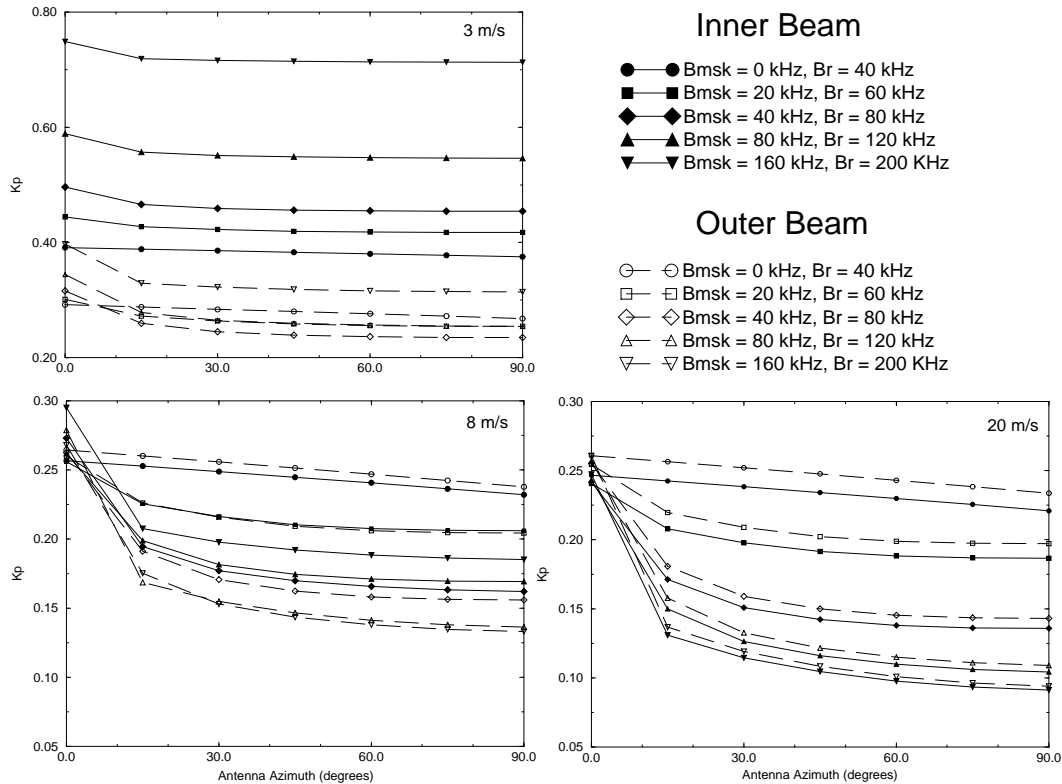 0.80
3 m/s
0.60
Kp
0.40
0.20
0.0
30.0
60.0
90.0
Inner Beam
Bmsk = 0 kHz, Br = 40 kHz
Bmsk = 20 kHz, Br = 60 kHz
Bmsk = 40 kHz, Br = 80 kHz
Bmsk = 80 kHz, Br = 120 kHz
Bmsk = 160 kHz, Br = 200 KHz
Outer Beam
Bmsk = 0 kHz, Br = 40 kHz
Bmsk = 20 kHz, Br = 60 kHz
Bmsk = 40 kHz, Br = 80 kHz
Bmsk = 80 kHz, Br = 120 kHz
Bmsk = 160 kHz, Br = 200 KHz
0.30
8 m/s
0.25
0.20
Kp
0.15
0.10
0.05
0.0
30.0
60.0
90.0
Antenna Azimuth (degrees)
0.30
20 m/s
0.25
0.20
Kp
0.15
0.10
0.05
0.0
30.0
60.0
90.0
Antenna Azimuth (degrees)